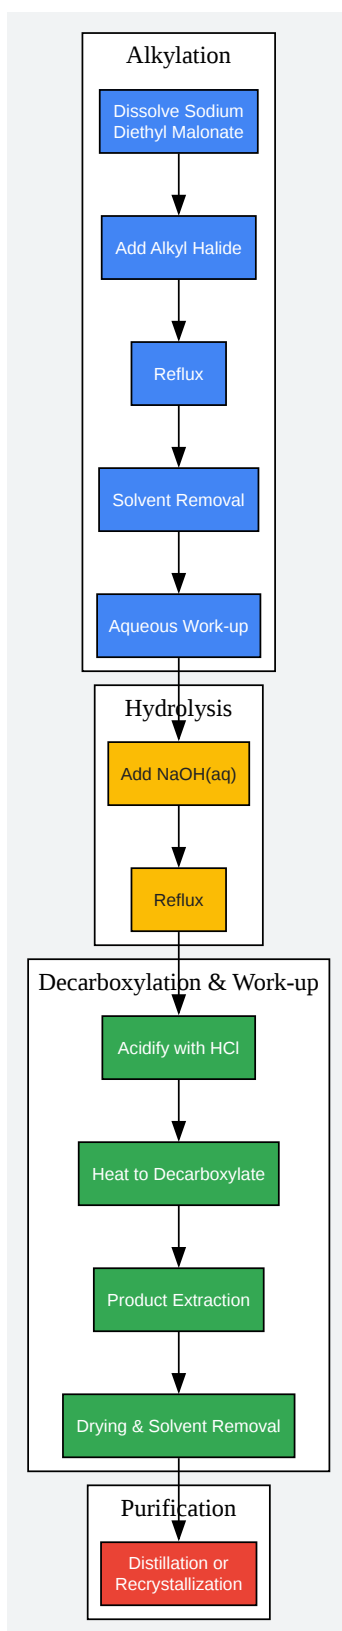 Alkylation
Dissolve Sodium
Diethyl Malonate
Add Alkyl Halide
Reflux
Solvent Removal
Aqueous Work-up
Hydrolysis
Add NaOH(aq)
Reflux
Decarboxylation & Work-up
Acidify with HCl
Heat to Decarboxylate
Product Extraction
Drying & Solvent Removal
Purification
Distillation or
Recrystallization